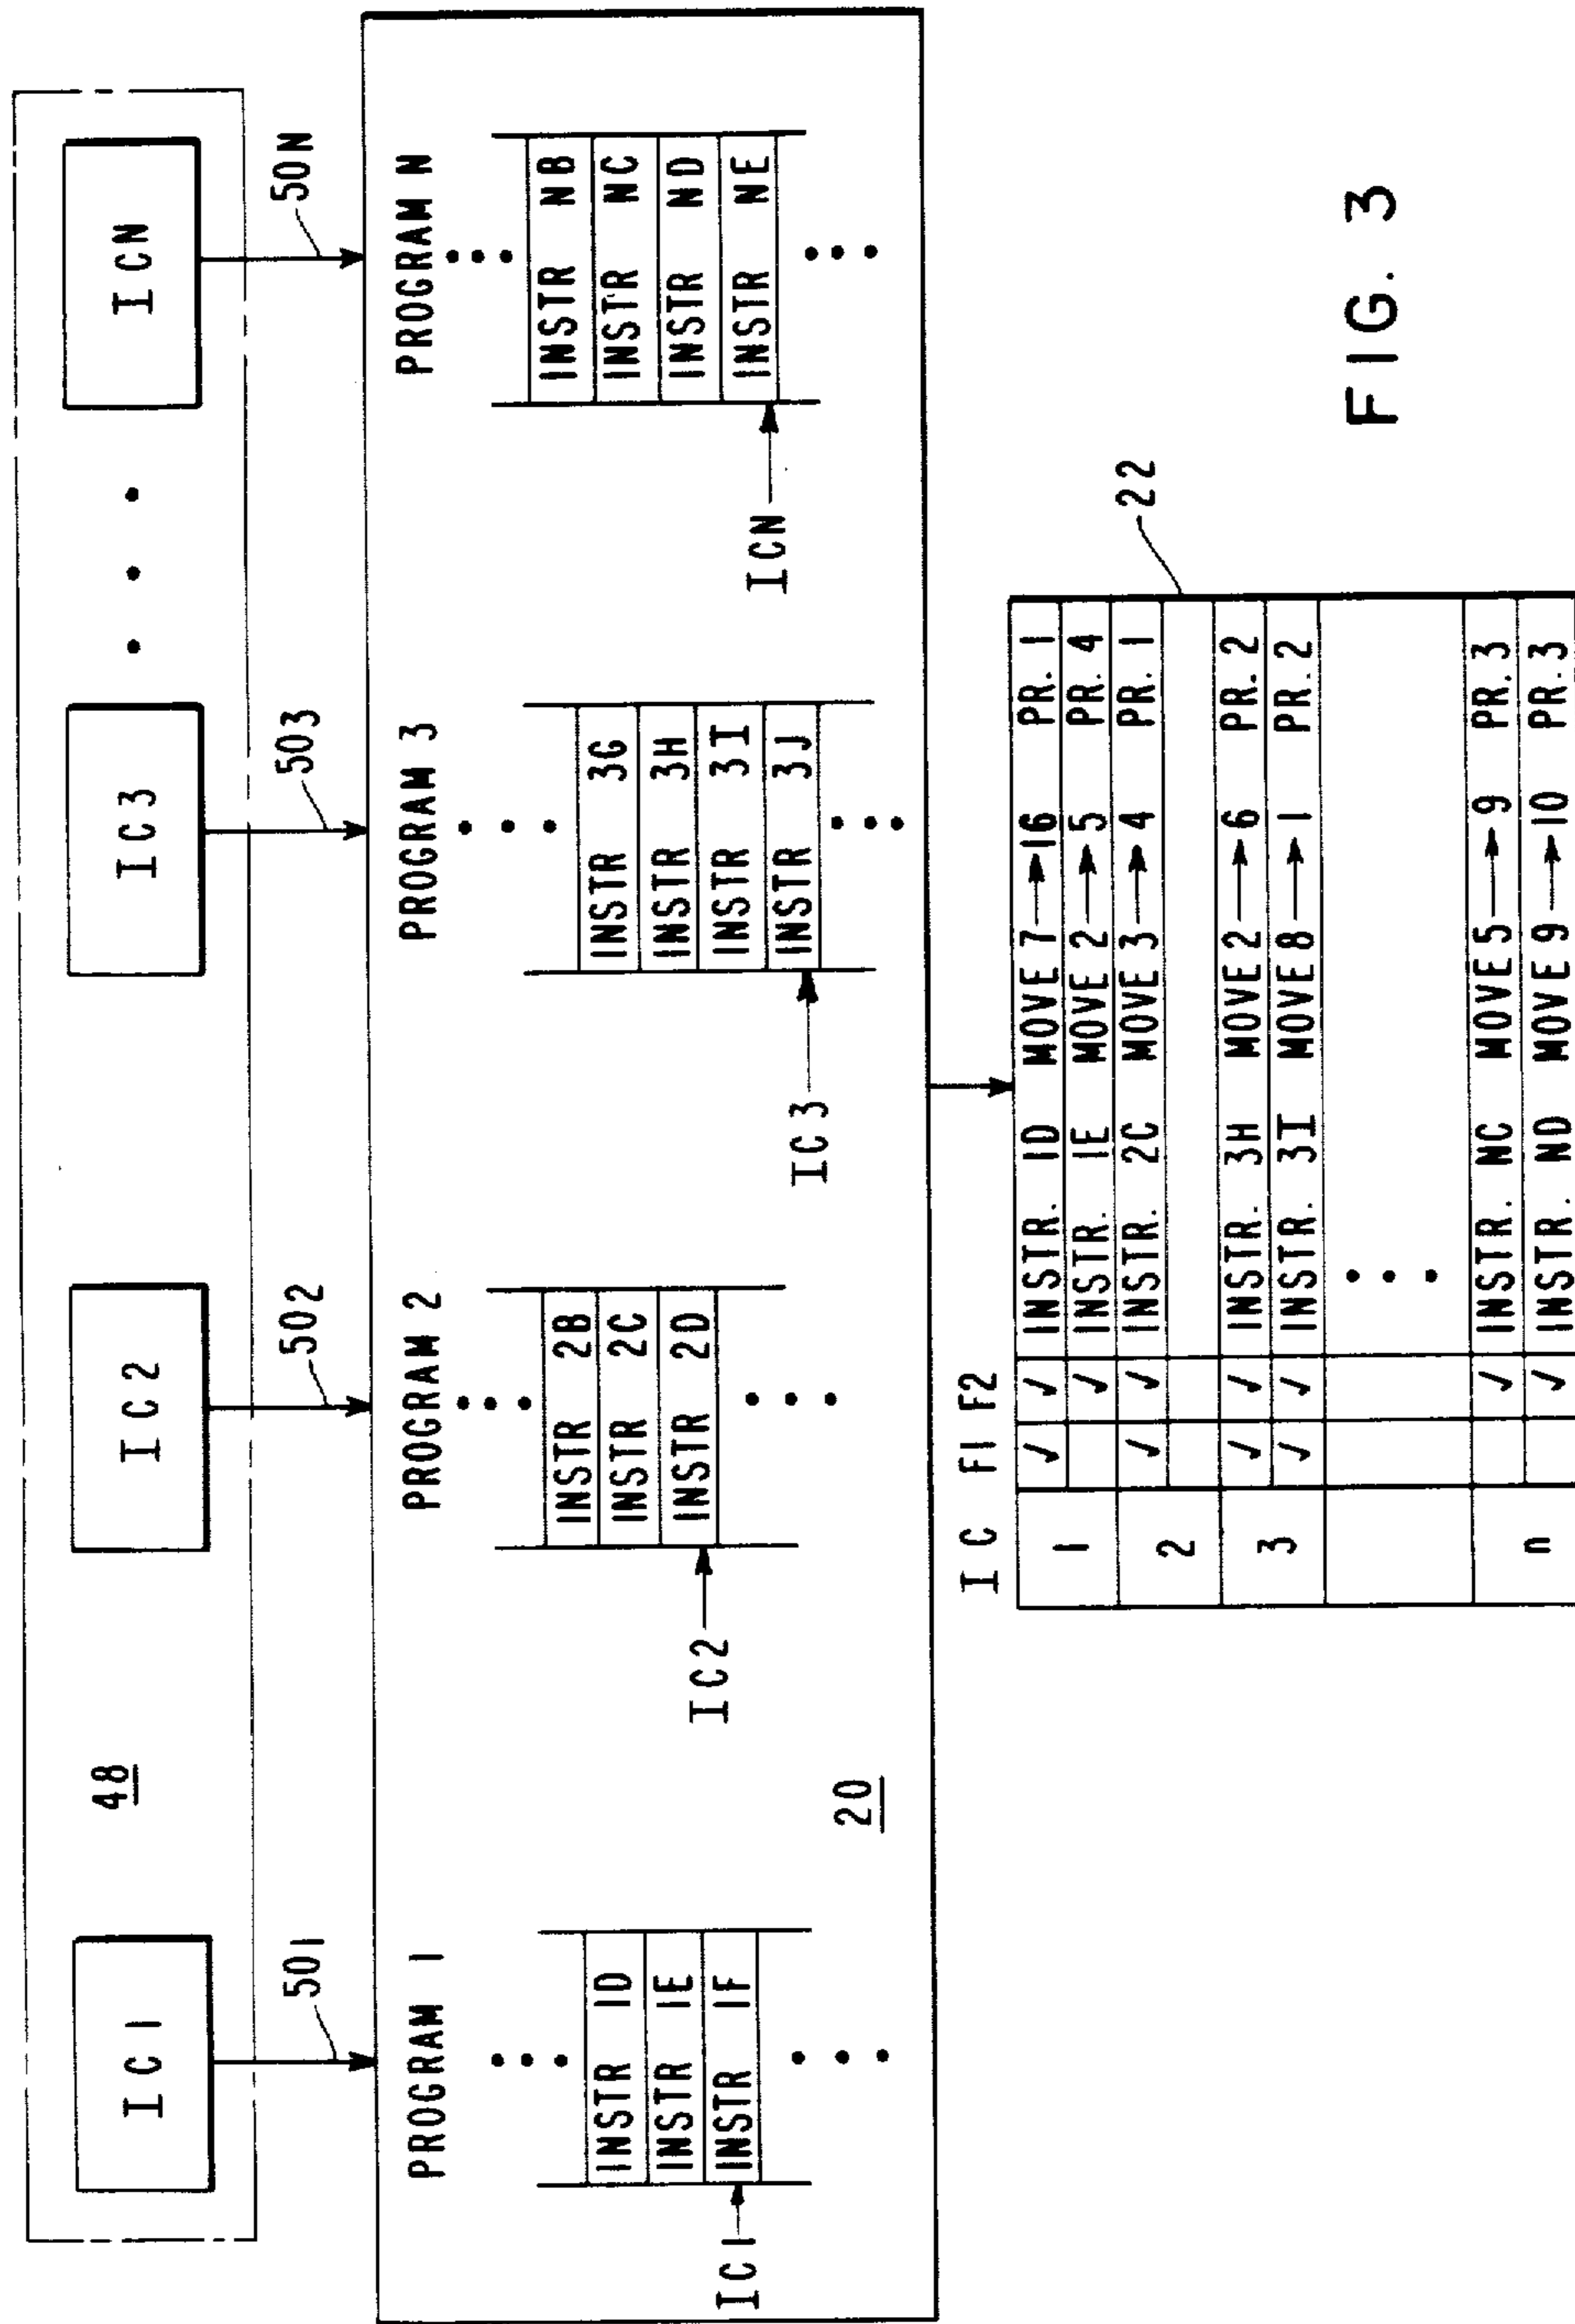 48
IC1
IC2
IC3
• • •
ICN
501
502
503
50N
PROGRAM 1
INSTR 1D
INSTR 1E
INSTR 1F
IC1
PROGRAM 2
INSTR 2B
INSTR 2C
INSTR 2D
IC2
PROGRAM 3
INSTR 3G
INSTR 3H
INSTR 3I
INSTR 3J
IC3
PROGRAM N
INSTR NB
INSTR NC
INSTR ND
INSTR NE
ICN
20
22
IC F1 F2
1 ✓ ✓ INSTR. 1D MOVE 7→16 PR. 1
✓ INSTR. 1E MOVE 2→5 PR. 4
2 ✓ ✓ INSTR. 2C MOVE 3→4 PR. 1
3 ✓ ✓ INSTR. 3H MOVE 2→6 PR. 2
✓ ✓ INSTR. 3I MOVE 8→1 PR. 2
• • •
n ✓ INSTR. NC MOVE 5→9 PR. 3
✓ INSTR. ND MOVE 9→10 PR. 3
FIG. 3